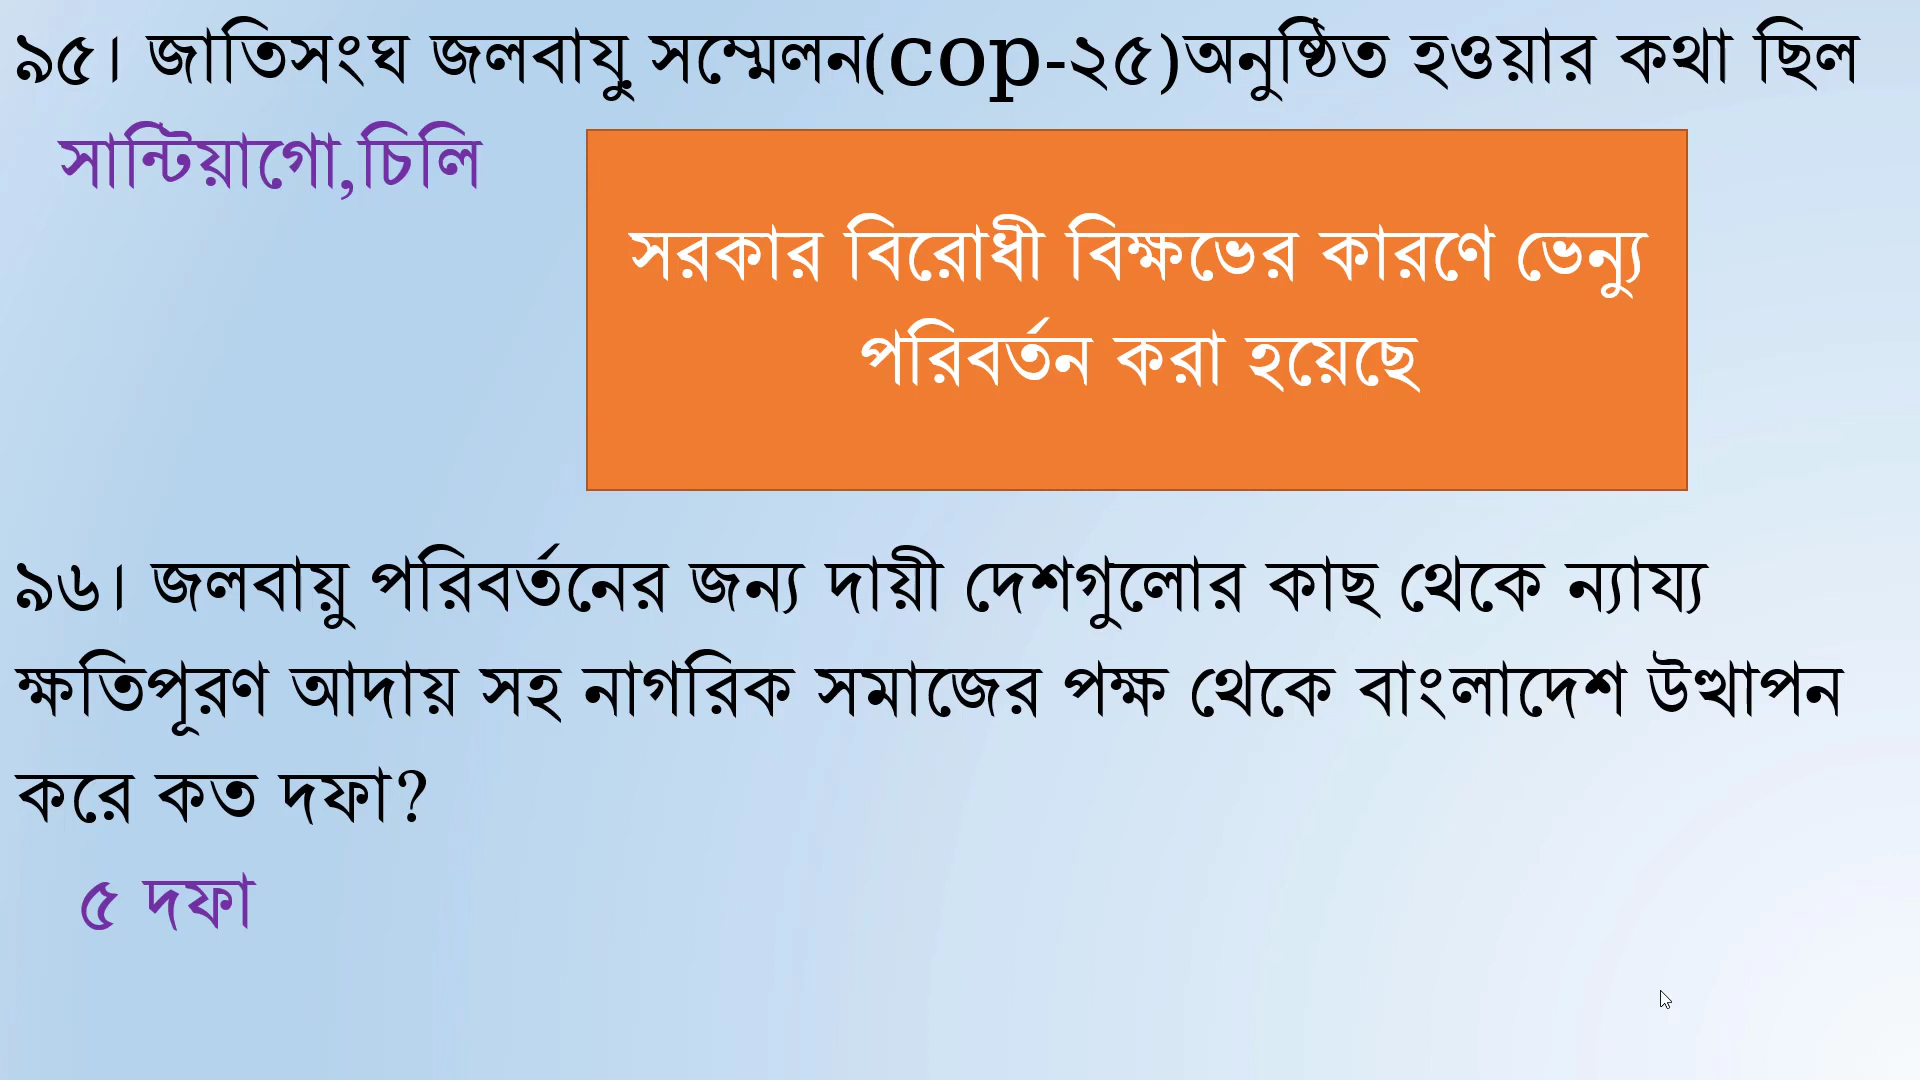 ৯৫। জাতিসংঘ জলবাযু সম্মেলন(cop-২৫)অনুষ্ঠিত হওয়ার কথা ছিল
সান্টিয়াগো,চিলি
সরকার বিরোধী বিক্ষভের কারণে ভেন্যু
পরিবর্তন করা হয়েছে
৯৬। জলবায়ু পরিবর্তনের জন্য দায়ী দেশগুলোর কাছ থেকে ন্যায্য
ক্ষতিপূরণ আদায় সহ নাগরিক সমাজের পক্ষ থেকে বাংলাদেশ উত্থাপন
করে কত দফা?
৫ দফা